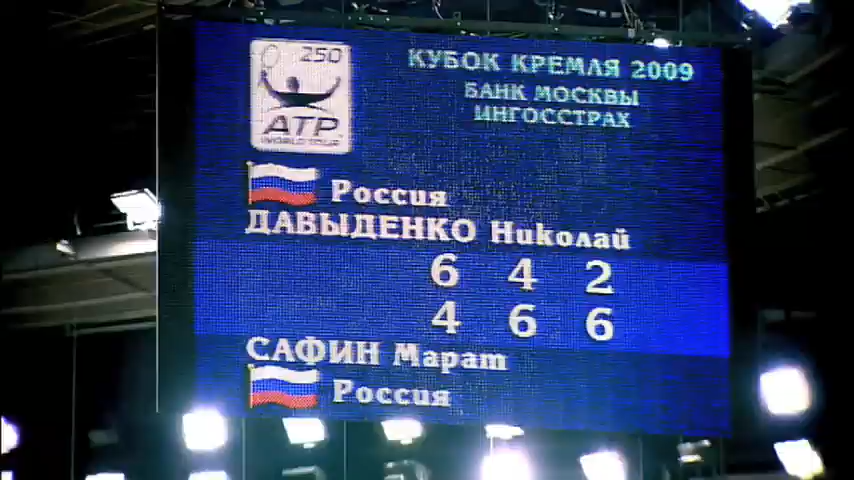 250
ATP
WORLD TOUR
КУБОК КРЕМЛЯ 2009
БАНК МОСКВЫ
ИНГОССТРАХ
Россия
ДАВЫДЕНКО Николай
6 4 2
4 6 6
САФИН Марат
Россия